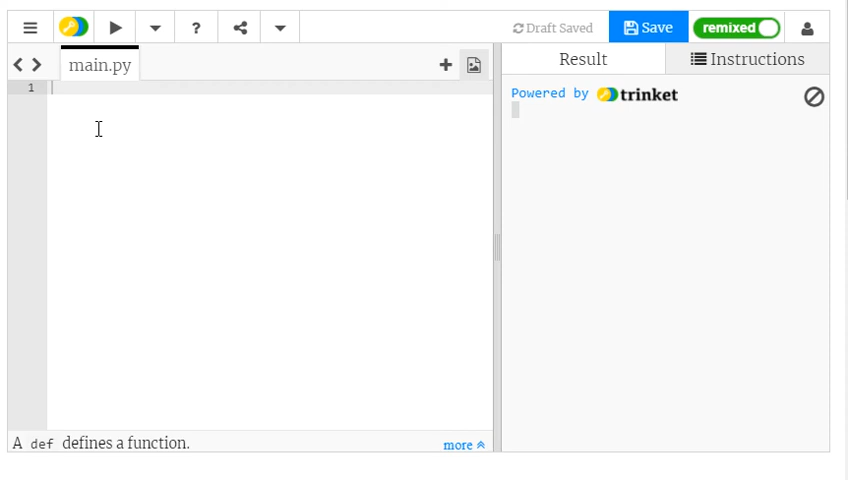 ? Draft Saved Save remixed
main.py + Result Instructions
1
Powered by trinket
A def defines a function. more